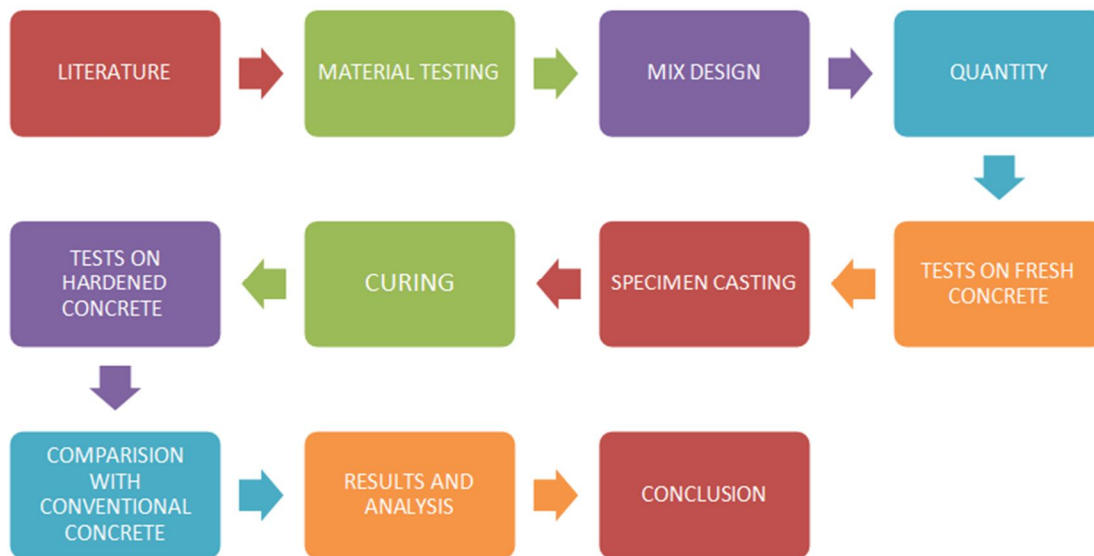 LITERATURE
MATERIAL TESTING
MIX DESIGN
QUANTITY
TESTS ON FRESH
CONCRETE
SPECIMEN CASTING
CURING
TESTS ON
HARDENED
CONCRETE
COMPARISION
WITH
CONVENTIONAL
CONCRETE
RESULTS AND
ANALYSIS
CONCLUSION